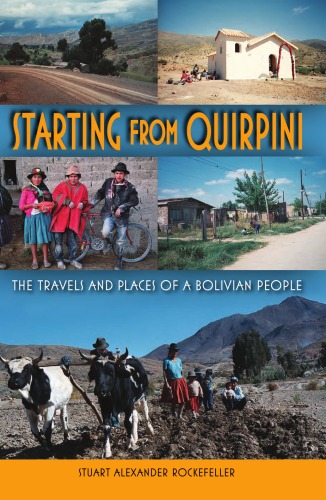 STARTING FROM QUIRPINI
THE TRAVELS AND PLACES OF A BOLIVIAN PEOPLE
STUART ALEXANDER ROCKEFELLER